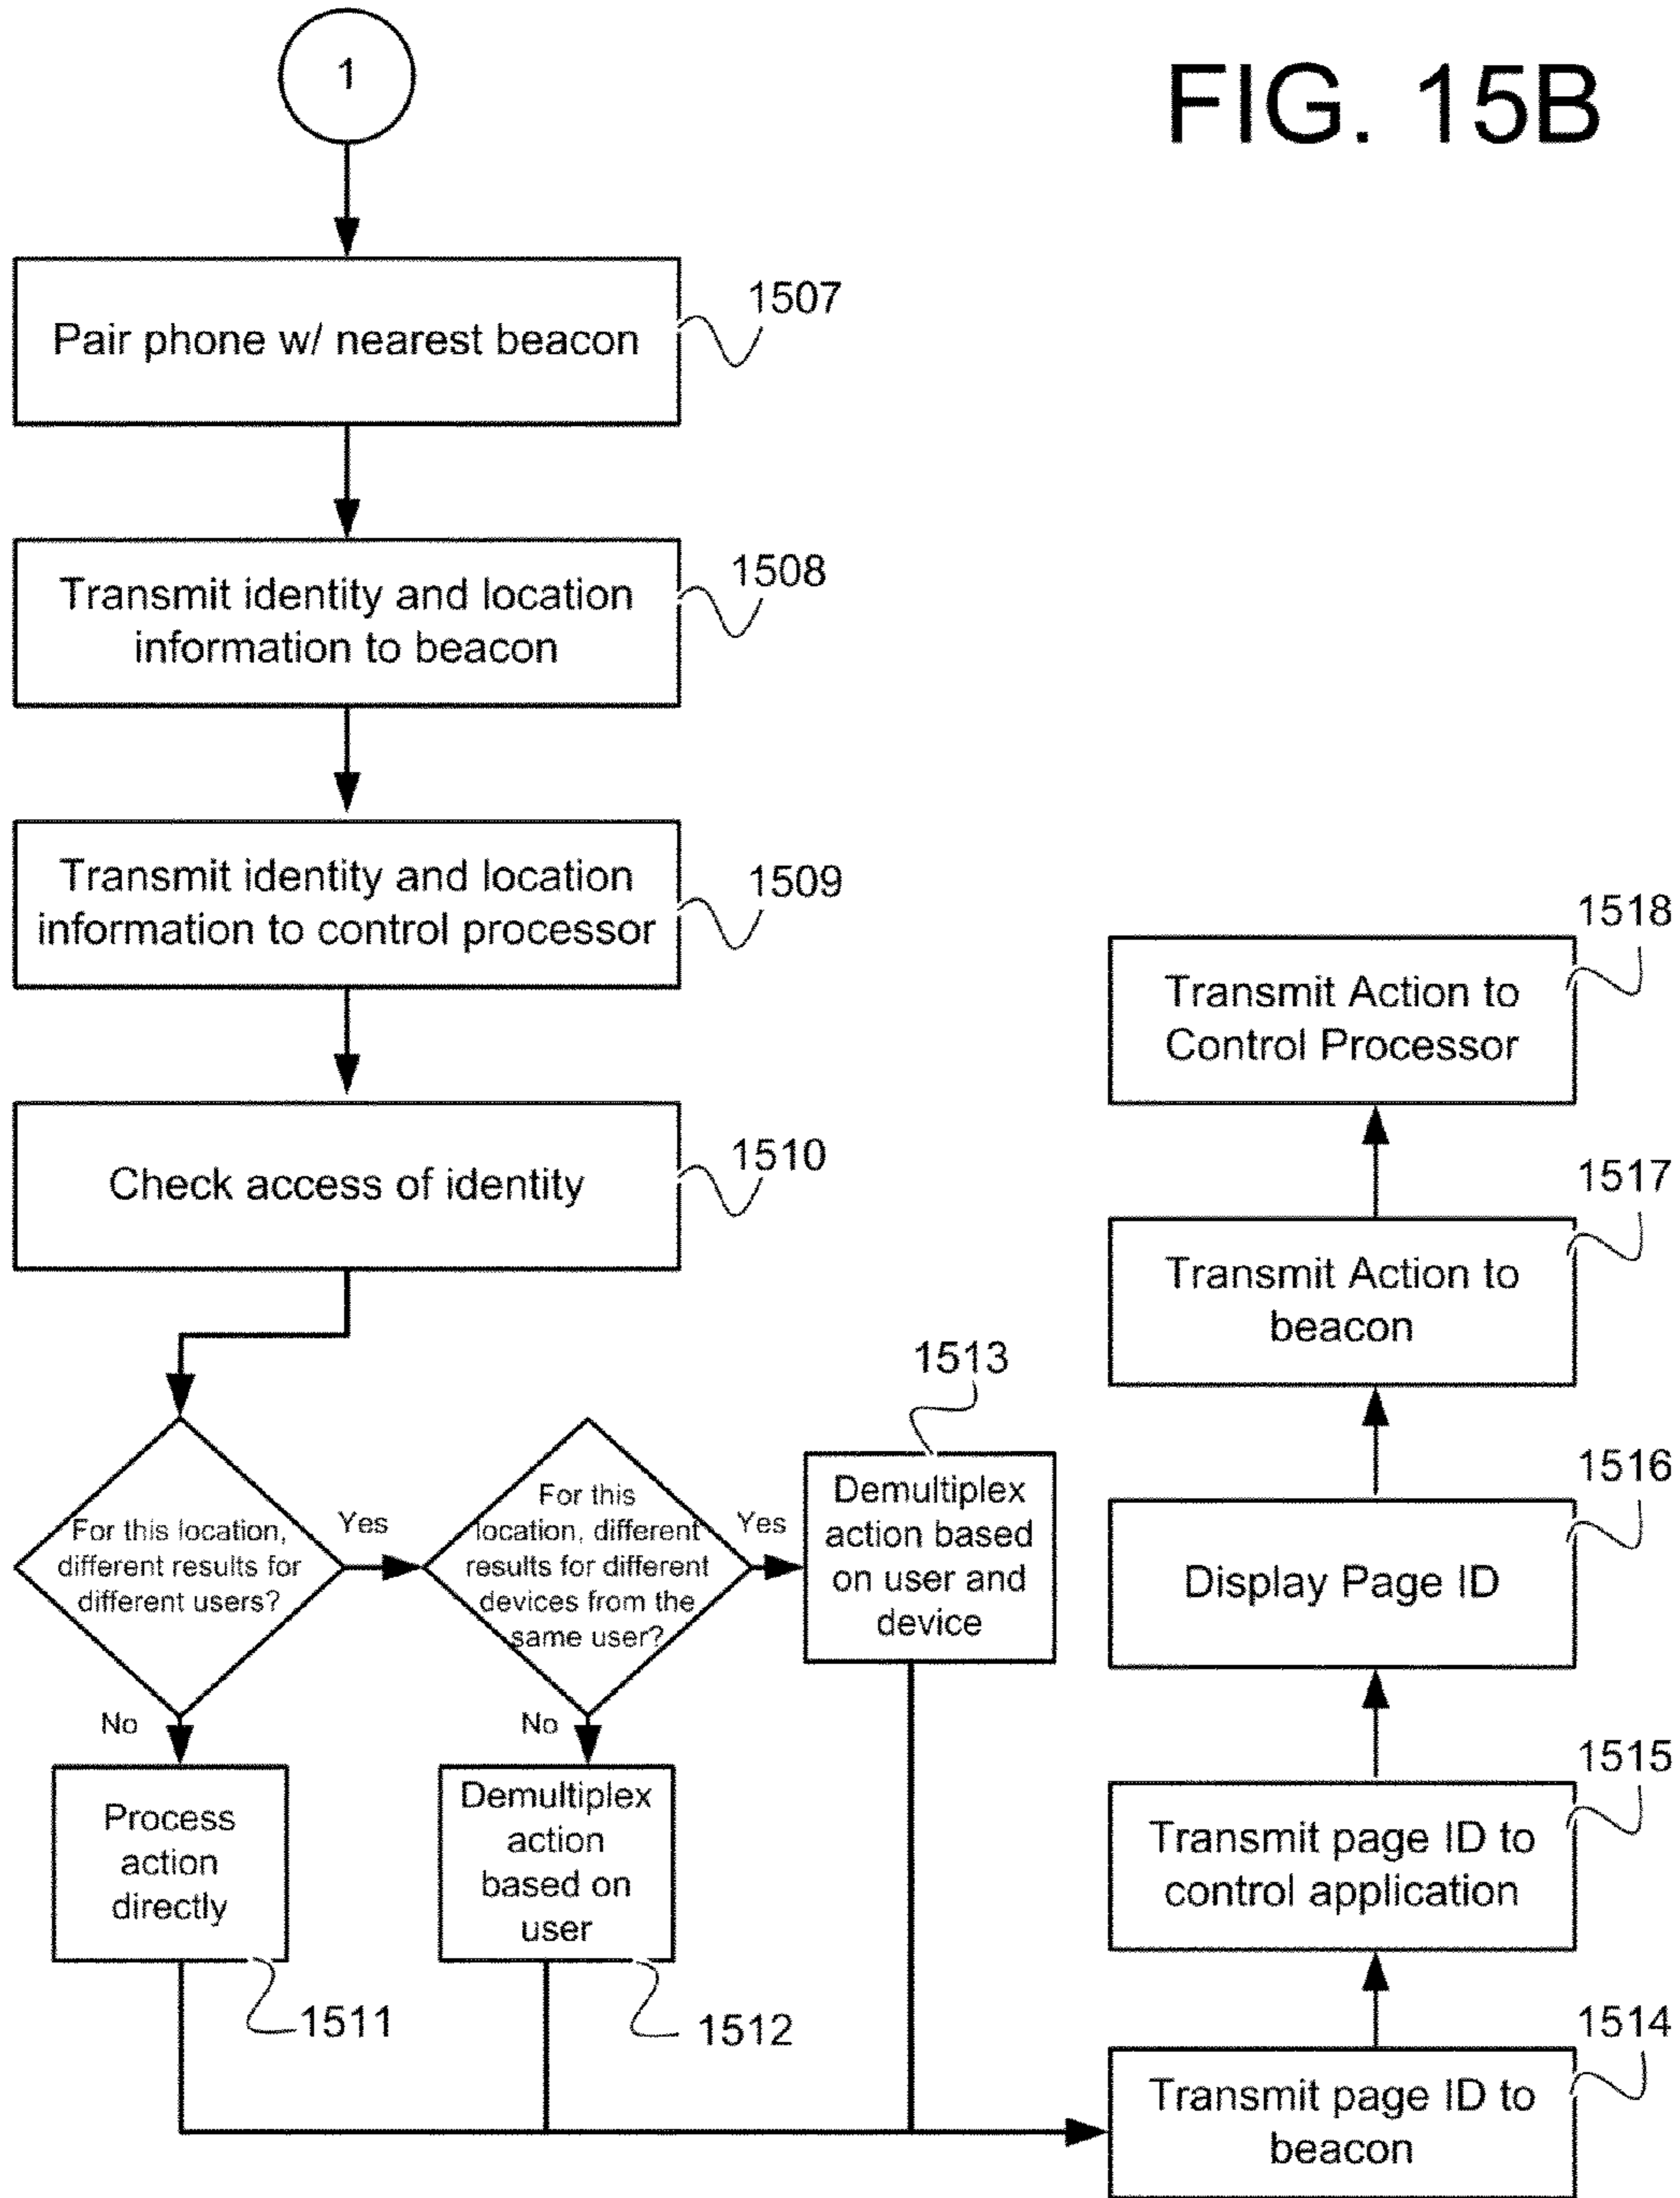 1
FIG. 15B
Pair phone w/ nearest beacon
1507
Transmit identity and location
information to beacon
1508
Transmit identity and location
information to control processor
1509
Check access of identity
1510
For this location,
different results for
different users?
Yes
No
For this
location, different
results for different
devices from the
same user?
Yes
No
1513
Demultiplex
action based
on user and
device
Process
action
directly
1511
Demultiplex
action
based on
user
1512
1518
Transmit Action to
Control Processor
1517
Transmit Action to
beacon
1516
Display Page ID
1515
Transmit page ID to
control application
1514
Transmit page ID to
beacon